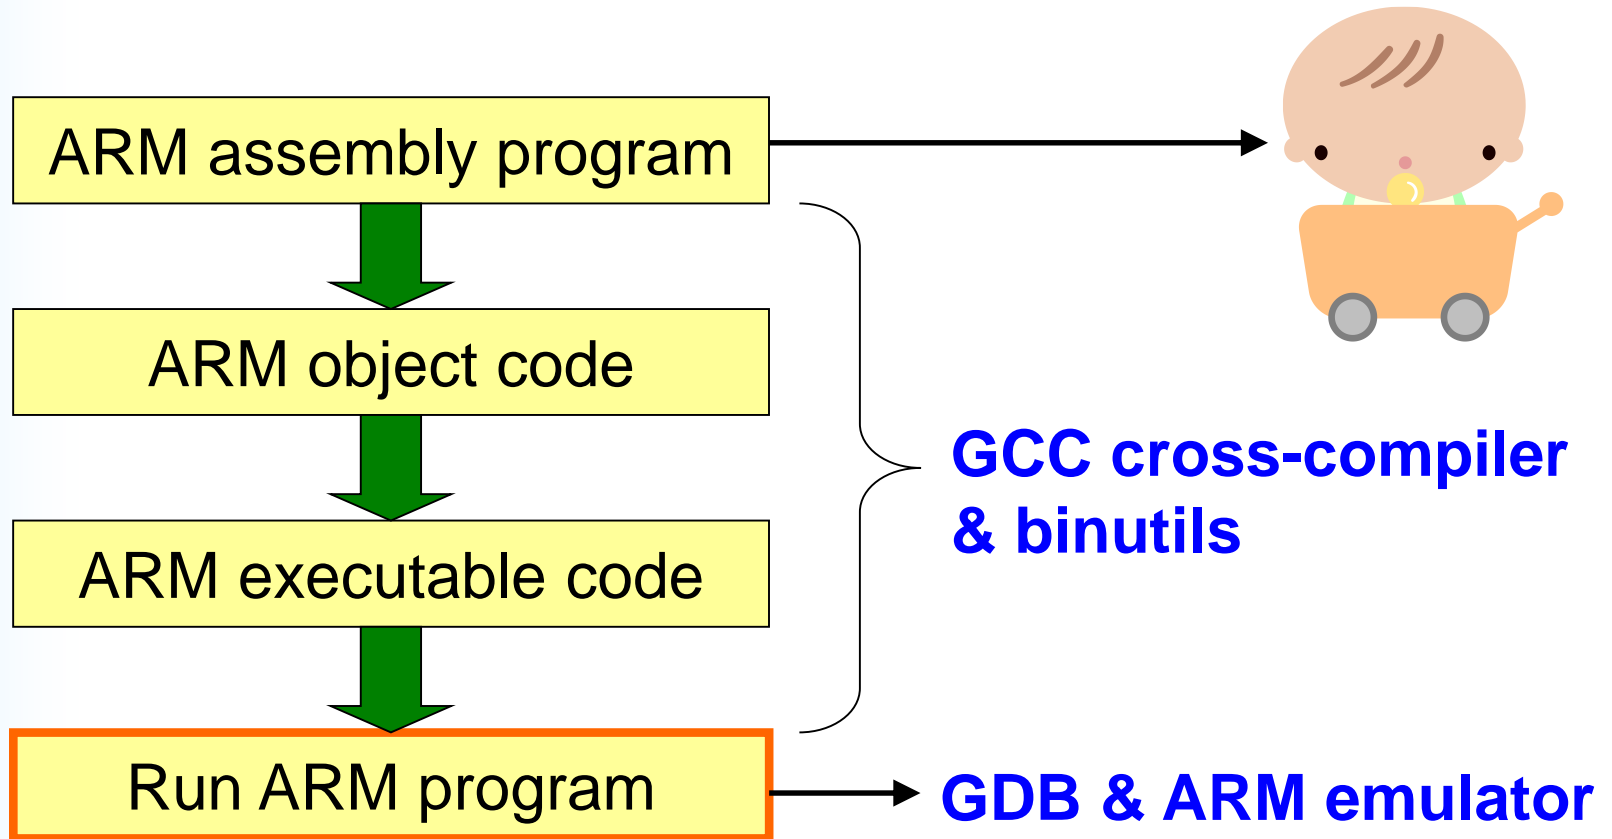 ARM assembly program
ARM object code
GCC cross-compiler
& binutils
ARM executable code
Run ARM program
GDB & ARM emulator